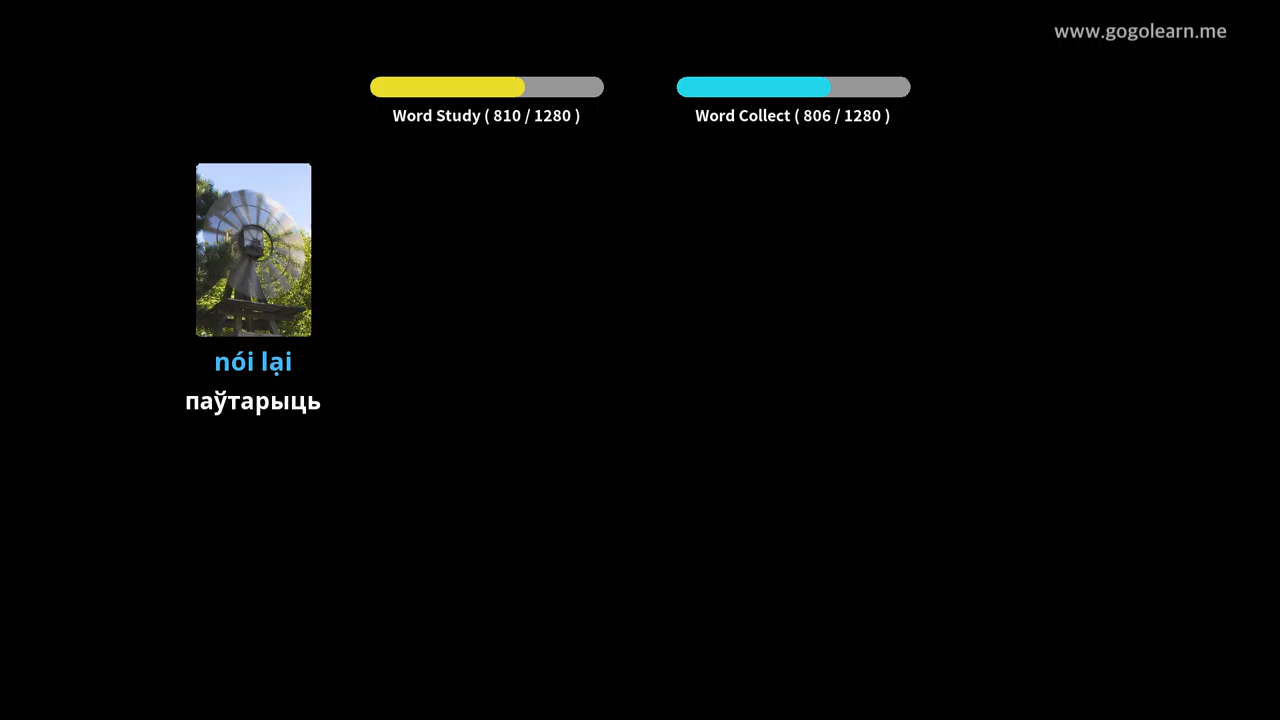 www.gogolearn.me
Word Study ( 810 / 1280 )
Word Collect ( 806 / 1280 )
nói lại
паўтарыць